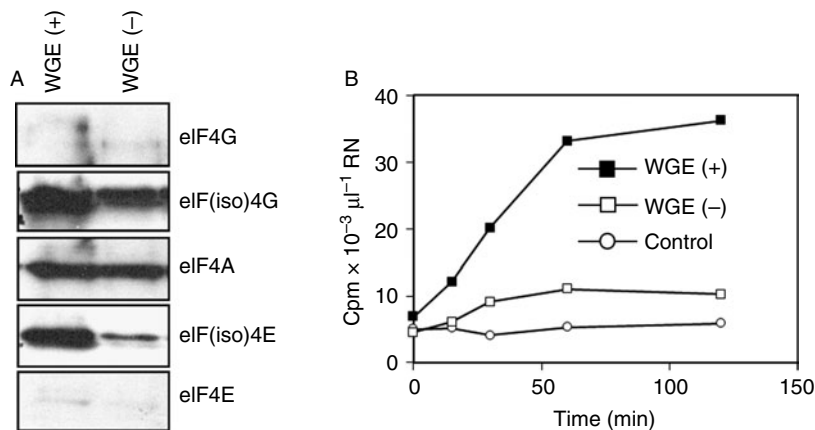 A
WGE (+)
WGE (–)
eIF4G
eIF(iso)4G
eIF4A
eIF(iso)4E
eIF4E
B
40
30
20
10
0
Cpm × 10⁻³ μl⁻¹ RN
WGE (+)
WGE (–)
Control
0 50 100 150
Time (min)